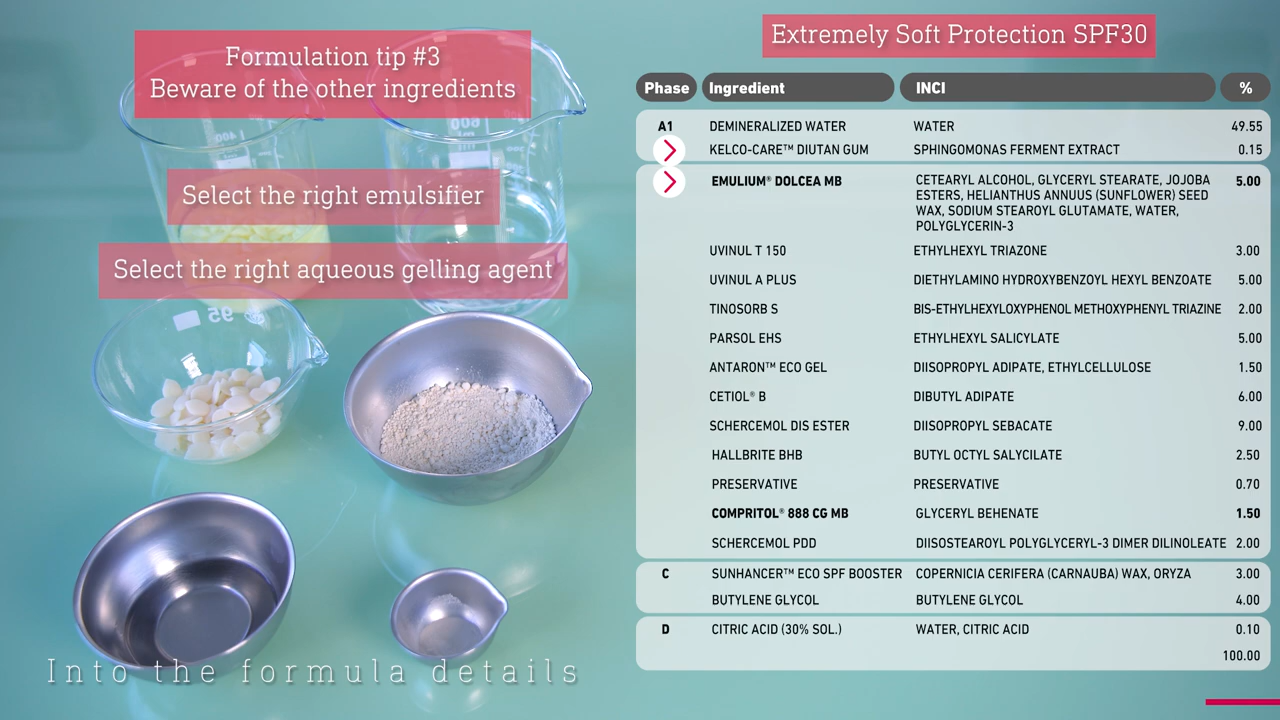 Formulation tip #3
Beware of the other ingredients
Select the right emulsifier
Select the right aqueous gelling agent
Into the formula details
Extremely Soft Protection SPF30
Phase Ingredient INCI %
A1 DEMINERALIZED WATER WATER 49.55
KELCO-CARE™ DIUTAN GUM SPHINGOMONAS FERMENT EXTRACT 0.15
EMULIUM® DOLCEA MB CETEARYL ALCOHOL, GLYCERYL STEARATE, JOJOBA 5.00
ESTERS, HELIANTHUS ANNUUS (SUNFLOWER) SEED
WAX, SODIUM STEAROYL GLUTAMATE, WATER,
POLYGLYCERIN-3
UVINUL T 150 ETHYLHEXYL TRIAZONE 3.00
UVINUL A PLUS DIETHYLAMINO HYDROXYBENZOYL HEXYL BENZOATE 5.00
TINOSORB S BIS-ETHYLHEXYLOXYPHENOL METHOXYPHENYL TRIAZINE 2.00
PARSOL EHS ETHYLHEXYL SALICYLATE 5.00
ANTARON™ ECO GEL DIISOPROPYL ADIPATE, ETHYLCELLULOSE 1.50
CETIOL® B DIBUTYL ADIPATE 6.00
SCHERCEMOL DIS ESTER DIISOPROPYL SEBACATE 9.00
HALLBRITE BHB BUTYL OCTYL SALYCILATE 2.50
PRESERVATIVE PRESERVATIVE 0.70
COMPRITOL® 888 CG MB GLYCERYL BEHENATE 1.50
SCHERCEMOL PDD DIISOSTEAROYL POLYGLYCERYL-3 DIMER DILINOLEATE 2.00
C SUNHANCER™ ECO SPF BOOSTER COPERNICIA CERIFERA (CARNAUBA) WAX, ORYZA 3.00
BUTYLENE GLYCOL BUTYLENE GLYCOL 4.00
D CITRIC ACID (30% SOL.) WATER, CITRIC ACID 0.10
100.00
600
400
95